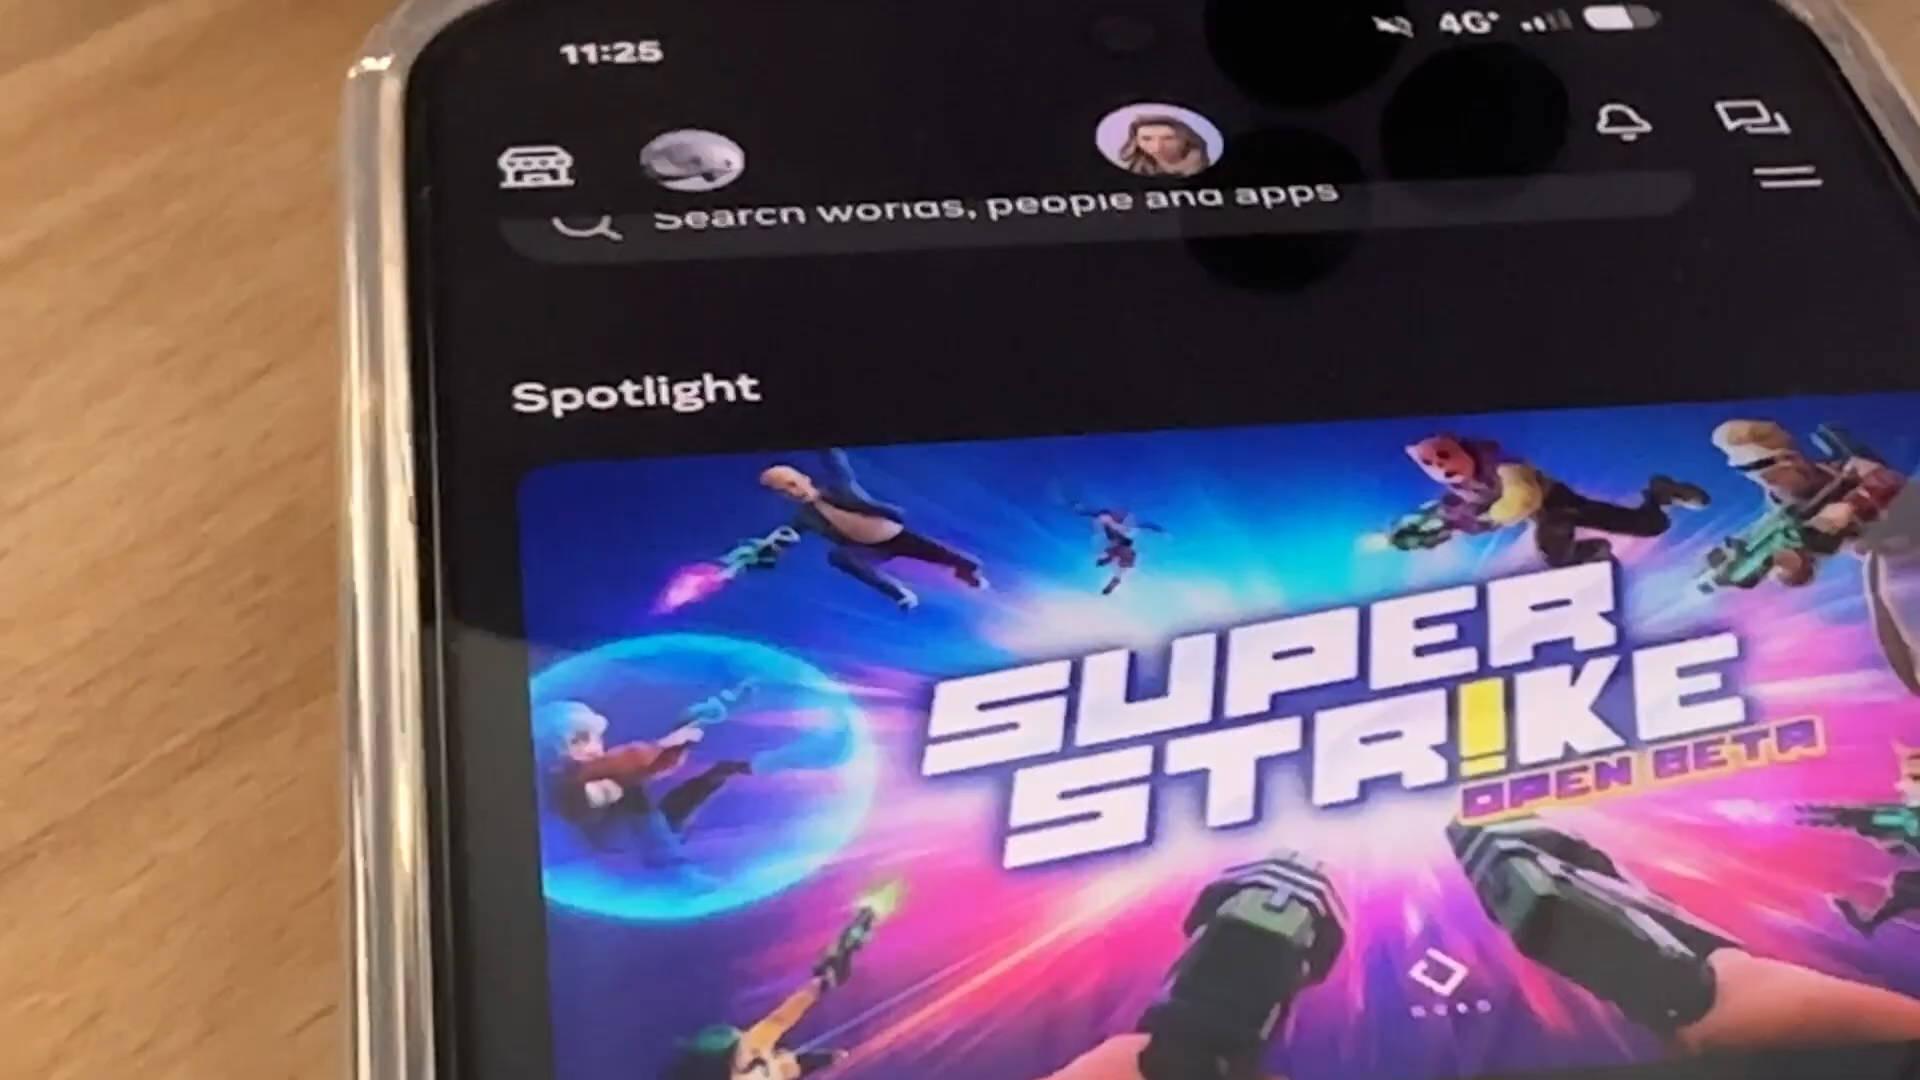 11:25
4G+
Search worlds, people and apps
Spotlight
SUPER
STR!KE
OPEN BETA